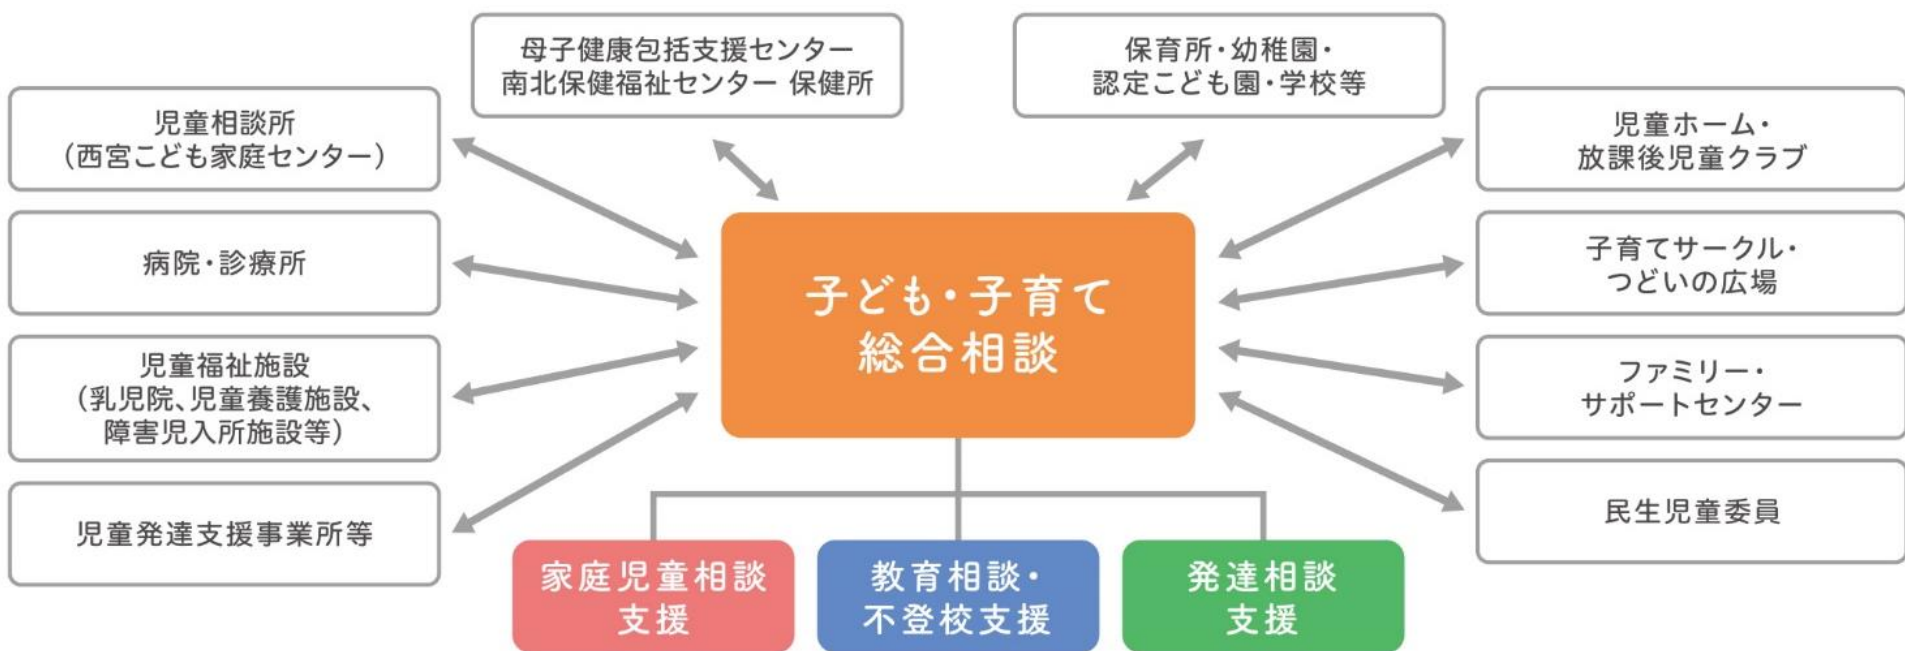 母子健康包括支援センター
南北保健福祉センター 保健所
保育所・幼稚園・
認定こども園・学校等
児童相談所
（西宮こども家庭センター）
病院・診療所
児童福祉施設
（乳児院、児童養護施設、
障害児入所施設等）
児童発達支援事業所等
子ども・子育て
総合相談
児童ホーム・
放課後児童クラブ
子育てサークル・
つどいの広場
ファミリー・
サポートセンター
民生児童委員
家庭児童相談
支援
教育相談・
不登校支援
発達相談
支援